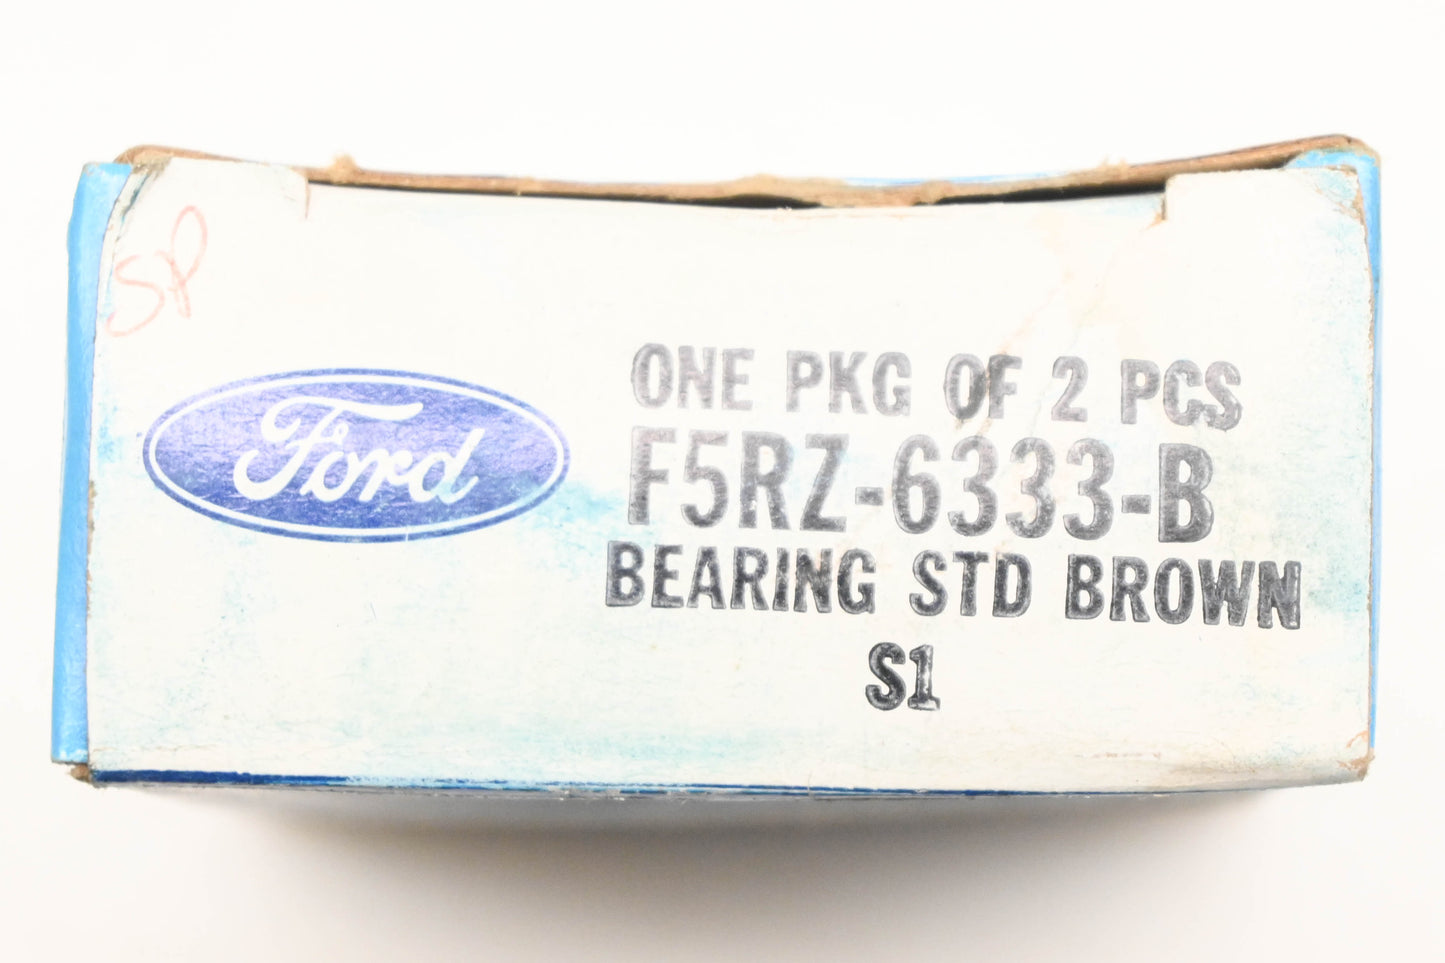 SP
Ford
ONE PKG OF 2 PCS
F5RZ-6333-B
BEARING STD BROWN
S1